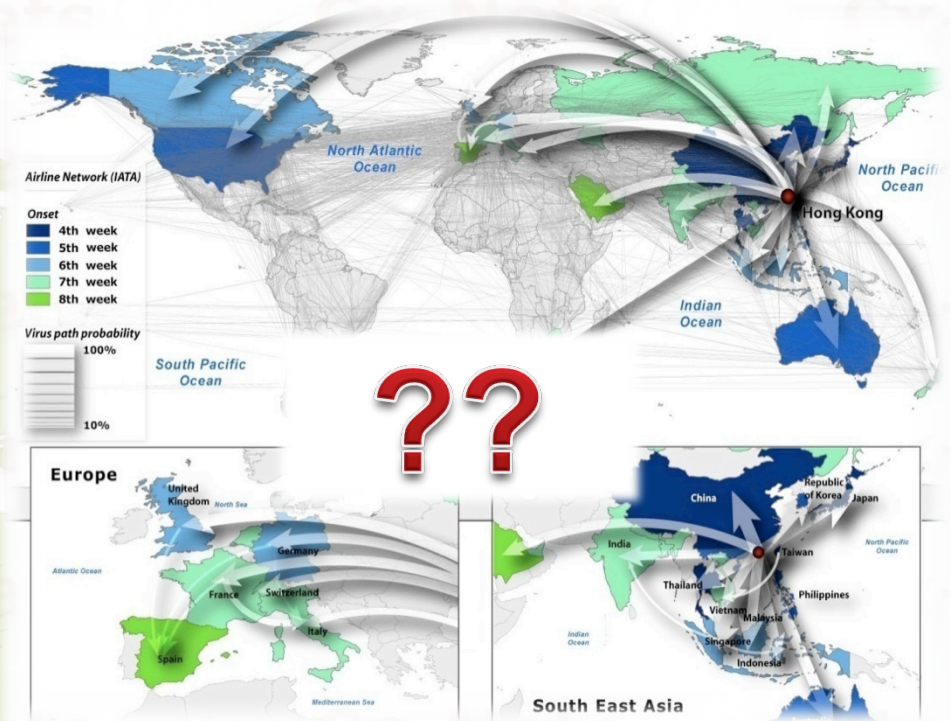 North Atlantic
Ocean
North Pacific
Ocean
Airline Network (IATA)
Hong Kong
Onset
4th week
5th week
6th week
7th week
8th week
Indian
Ocean
Virus path probability
100%
10%
South Pacific
Ocean
??
Europe
United
Kingdom
North Sea
Germany
Atlantic Ocean
France
Switzerland
Italy
Spain
Mediterranean Sea
China
Republic
of Korea
Japan
India
Taiwan
North Pacific
Ocean
Thailand
Philippines
Vietnam
Malaysia
Indian
Ocean
Singapore
Indonesia
South East Asia